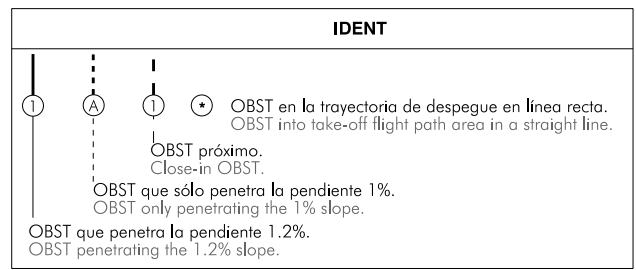 IDENT
1 A 1 * OBST en la trayectoria de despegue en línea recta.
OBST into take-off flight path area in a straight line.
OBST próximo.
Close-in OBST.
OBST que sólo penetra la pendiente 1%.
OBST only penetrating the 1% slope.
OBST que penetra la pendiente 1.2%.
OBST penetrating the 1.2% slope.